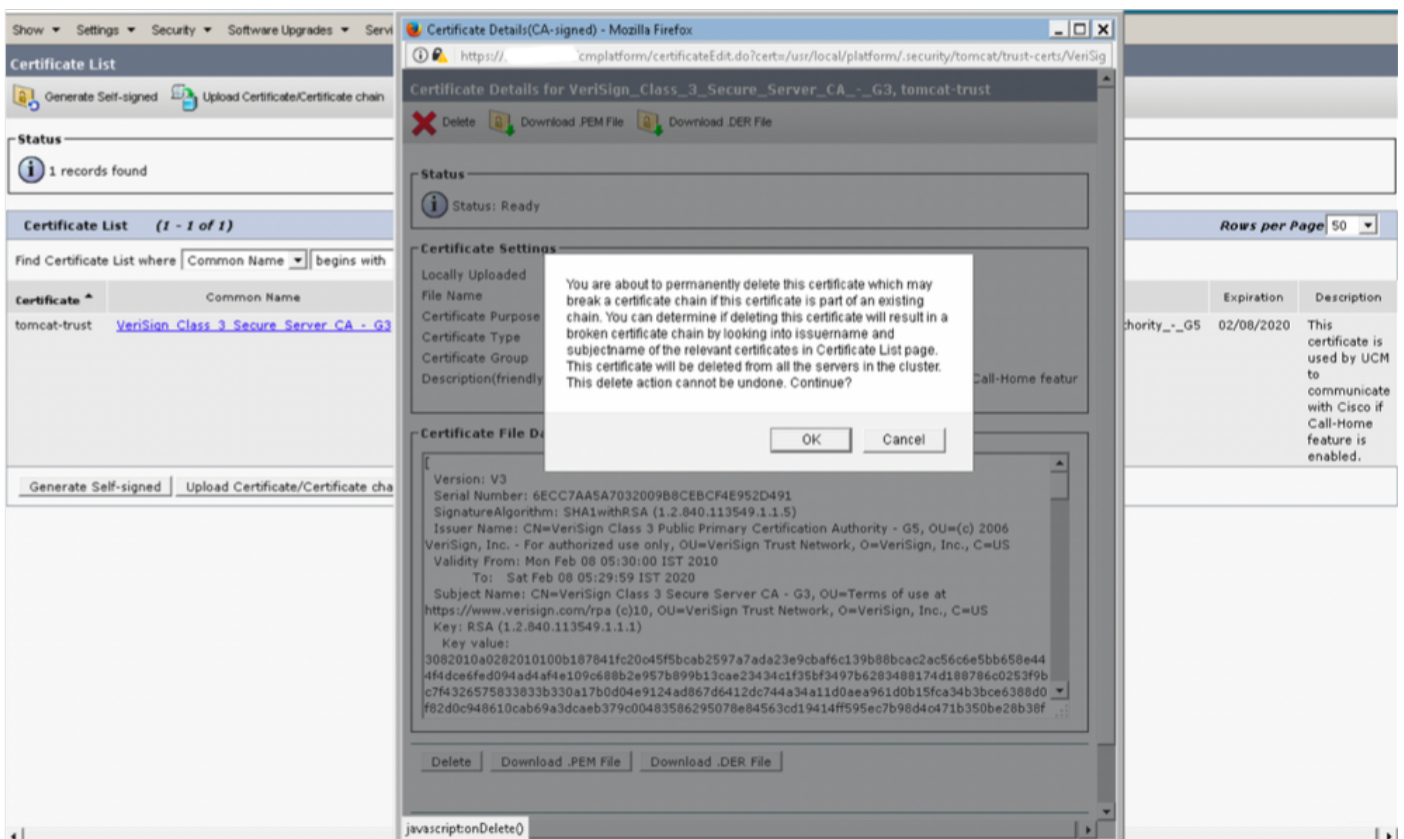 Show Settings Security Software Upgrades Servi
Certificate List
Generate Self-signed Upload Certificate/Certificate chain
Status
1 records found
Certificate List (1 - 1 of 1)
Rows per Page 50
Find Certificate List where Common Name begins with
Certificate Common Name
Expiration Description
tomcat-trust VeriSign Class 3 Secure Server CA - G3
hority_-_G5 02/08/2020 This
certificate is
used by UCM
to
communicate
with Cisco if
Call-Home
feature is
enabled.
Generate Self-signed Upload Certificate/Certificate cha
Certificate Details(CA-signed) - Mozilla Firefox
https:// cmplatform/certificateEdit.do?cert=/usr/local/platform/.security/tomcat/trust-certs/VeriSig
Certificate Details for VeriSign_Class_3_Secure_Server_CA_-_G3, tomcat-trust
Delete Download .PEM File Download .DER File
Status
Status: Ready
Certificate Settings
Locally Uploaded
File Name
Certificate Purpose
Certificate Type
Certificate Group
Description(friendly
Call-Home featur
You are about to permanently delete this certificate which may
break a certificate chain if this certificate is part of an existing
chain. You can determine if deleting this certificate will result in a
broken certificate chain by looking into issuername and
subjectname of the relevant certificates in Certificate List page.
This certificate will be deleted from all the servers in the cluster.
This delete action cannot be undone. Continue?
OK Cancel
Certificate File Da
[
Version: V3
Serial Number: 6ECC7AA5A7032009B8CEBCF4E952D491
SignatureAlgorithm: SHA1withRSA (1.2.840.113549.1.1.5)
Issuer Name: CN=VeriSign Class 3 Public Primary Certification Authority - G5, OU=(c) 2006
VeriSign, Inc. - For authorized use only, OU=VeriSign Trust Network, O=VeriSign, Inc., C=US
Validity From: Mon Feb 08 05:30:00 IST 2010
To: Sat Feb 08 05:29:59 IST 2020
Subject Name: CN=VeriSign Class 3 Secure Server CA - G3, OU=Terms of use at
https://www.verisign.com/rpa (c)10, OU=VeriSign Trust Network, O=VeriSign, Inc., C=US
Key: RSA (1.2.840.113549.1.1.1)
Key value:
3082010a0282010100b187841fc20c45f5bcab2597a7ada23e9cbaf6c139b88bcac2ac56c6e5bb658e44
4f4dce6fed094ad4af4e109c688b2e957b899b13cae23434c1f35bf3497b6283488174d188786c0253f9b
c7f4326575833833b330a17b0d04e9124ad867d6412dc744a34a11d0aea961d0b15fca34b3bce6388d0
f82d0c948610cab69a3dcaeb379c00483586295078e84563cd19414ff595ec7b98d4c471b350be28b38f
Delete Download .PEM File Download .DER File
javascript:onDelete()